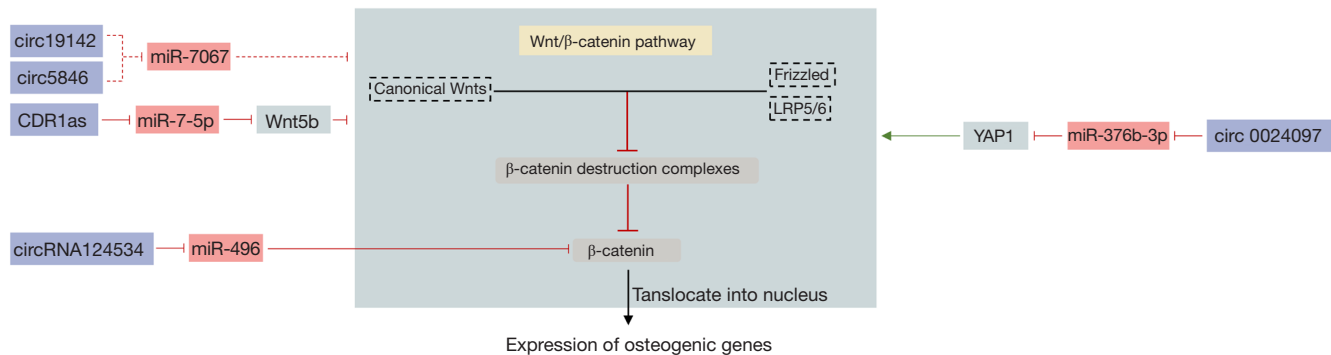 circ19142
circ5846
miR-7067
CDR1as
miR-7-5p
Wnt5b
circRNA124534
miR-496
Wnt/β-catenin pathway
Canonical Wnts
Frizzled
LRP5/6
β-catenin destruction complexes
β-catenin
Tanslocate into nucleus
Expression of osteogenic genes
YAP1
miR-376b-3p
circ 0024097